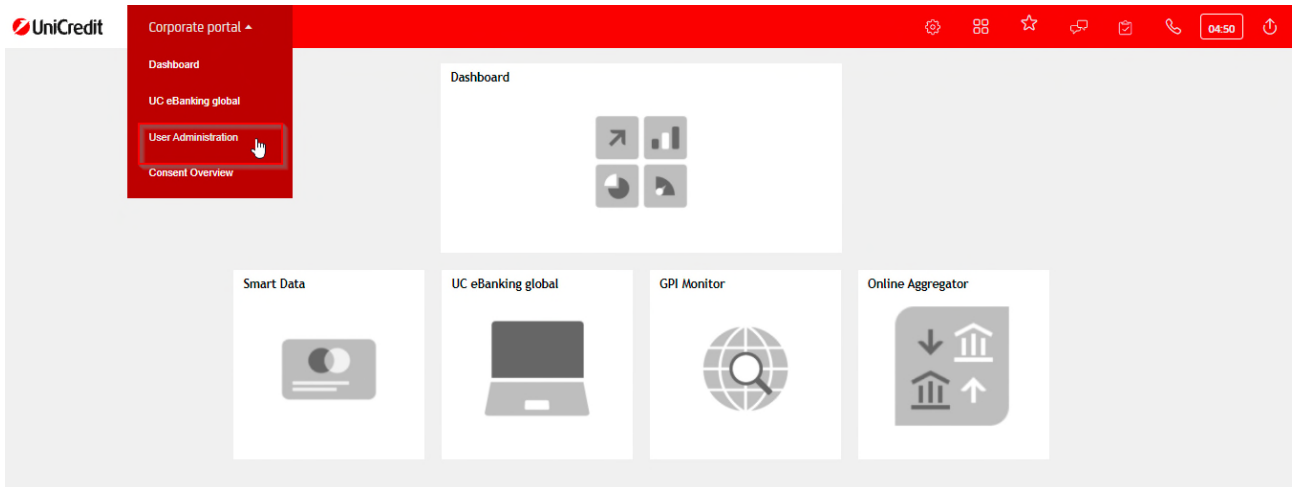 UniCredit
Corporate portal
04:50
Dashboard
UC eBanking global
User Administration
Consent Overview
Dashboard
Smart Data
UC eBanking global
GPI Monitor
Online Aggregator